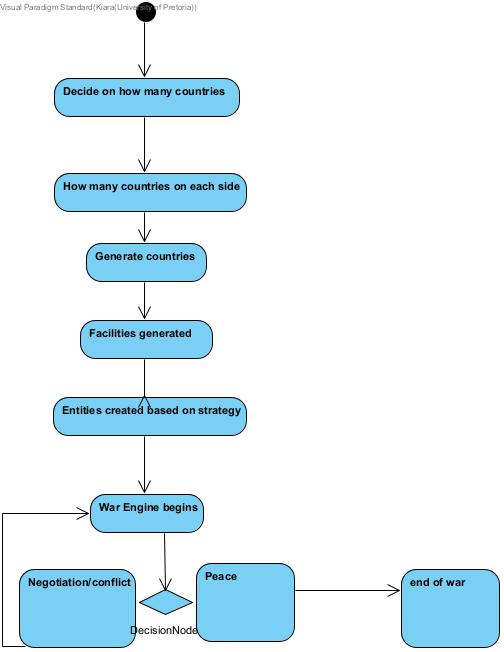 Visual Paradigm Standard(Kiara(University of Pretoria))
Decide on how many countries
How many countries on each side
Generate countries
Facilities generated
Entities created based on strategy
War Engine begins
Negotiation/conflict
Peace
end of war
DecisionNode